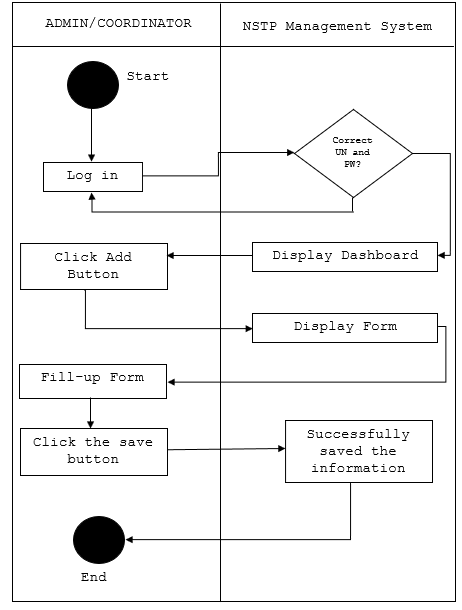 ADMIN/COORDINATOR
NSTP Management System
Start
Correct
UN and
PW?
Log in
Click Add
Button
Display Dashboard
Display Form
Fill-up Form
Click the save
button
Successfully
saved the
information
End